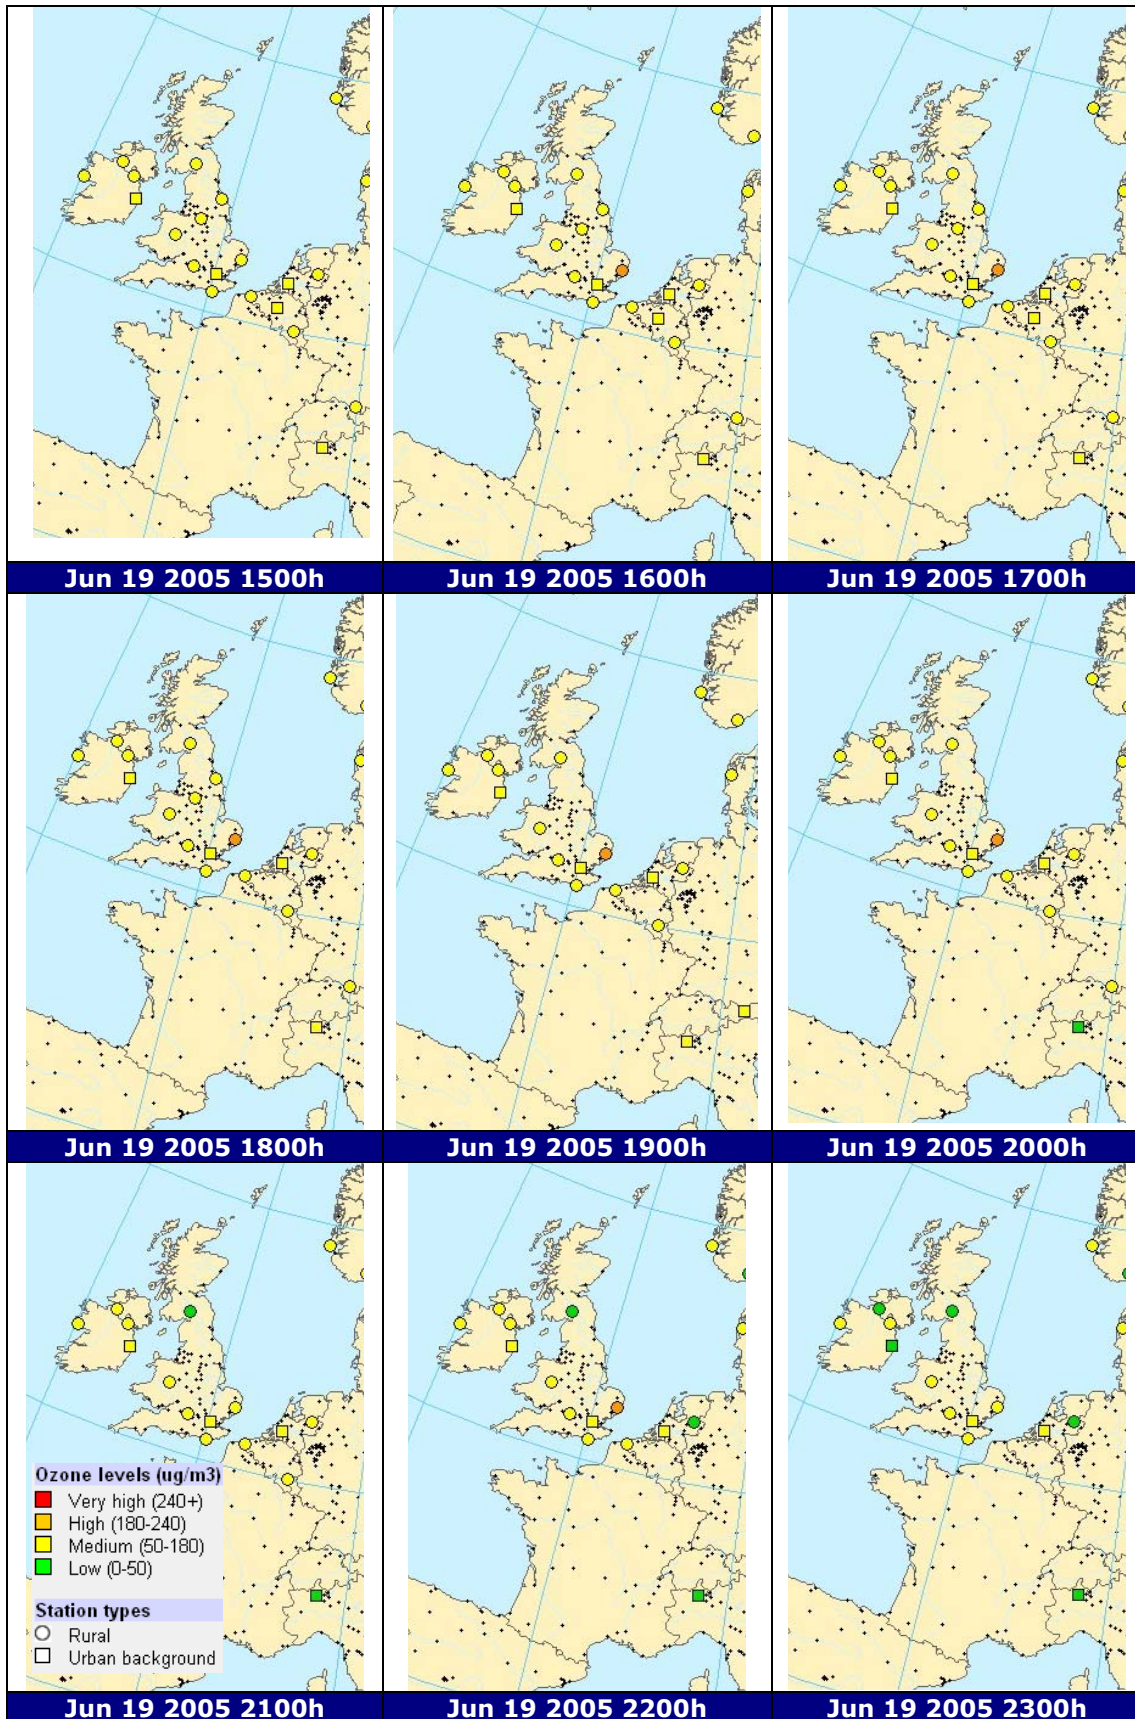 Jun 19 2005 1500h
Jun 19 2005 1600h
Jun 19 2005 1700h
Jun 19 2005 1800h
Jun 19 2005 1900h
Jun 19 2005 2000h
Ozone levels (ug/m3)
Very high (240+)
High (180-240)
Medium (50-180)
Low (0-50)
Station types
Rural
Urban background
Jun 19 2005 2100h
Jun 19 2005 2200h
Jun 19 2005 2300h